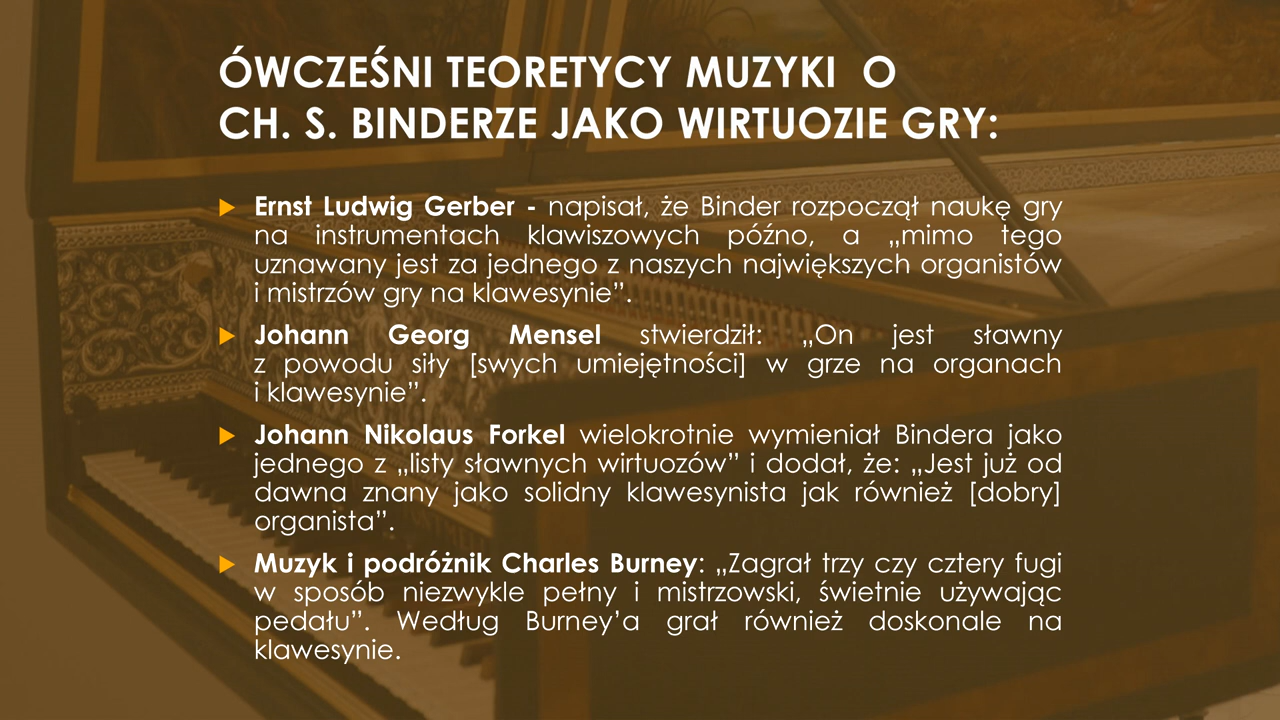 ÓWCZEŚNI TEORETYCY MUZYKI O
CH. S. BINDERZE JAKO WIRTUOZIE GRY:
Ernst Ludwig Gerber - napisał, że Binder rozpoczął naukę gry
na instrumentach klawiszowych późno, a „mimo tego
uznawany jest za jednego z naszych największych organistów
i mistrzów gry na klawesynie”.
Johann Georg Mensel stwierdził: „On jest sławny
z powodu siły [swych umiejętności] w grze na organach
i klawesynie”.
Johann Nikolaus Forkel wielokrotnie wymieniał Bindera jako
jednego z „listy sławnych wirtuozów” i dodał, że: „Jest już od
dawna znany jako solidny klawesynista jak również [dobry]
organista”.
Muzyk i podróżnik Charles Burney: „Zagrał trzy czy cztery fugi
w sposób niezwykle pełny i mistrzowski, świetnie używając
pedału”. Według Burney’a grał również doskonale na
klawesynie.